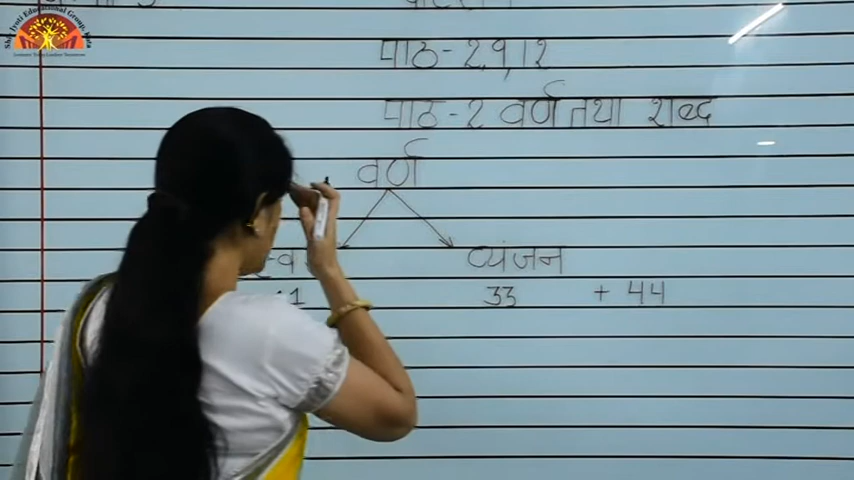 पाठ - 2,9,12
पाठ - 2 वर्ण तथा शब्द
वर्ण
व्यंजन
33 + 44